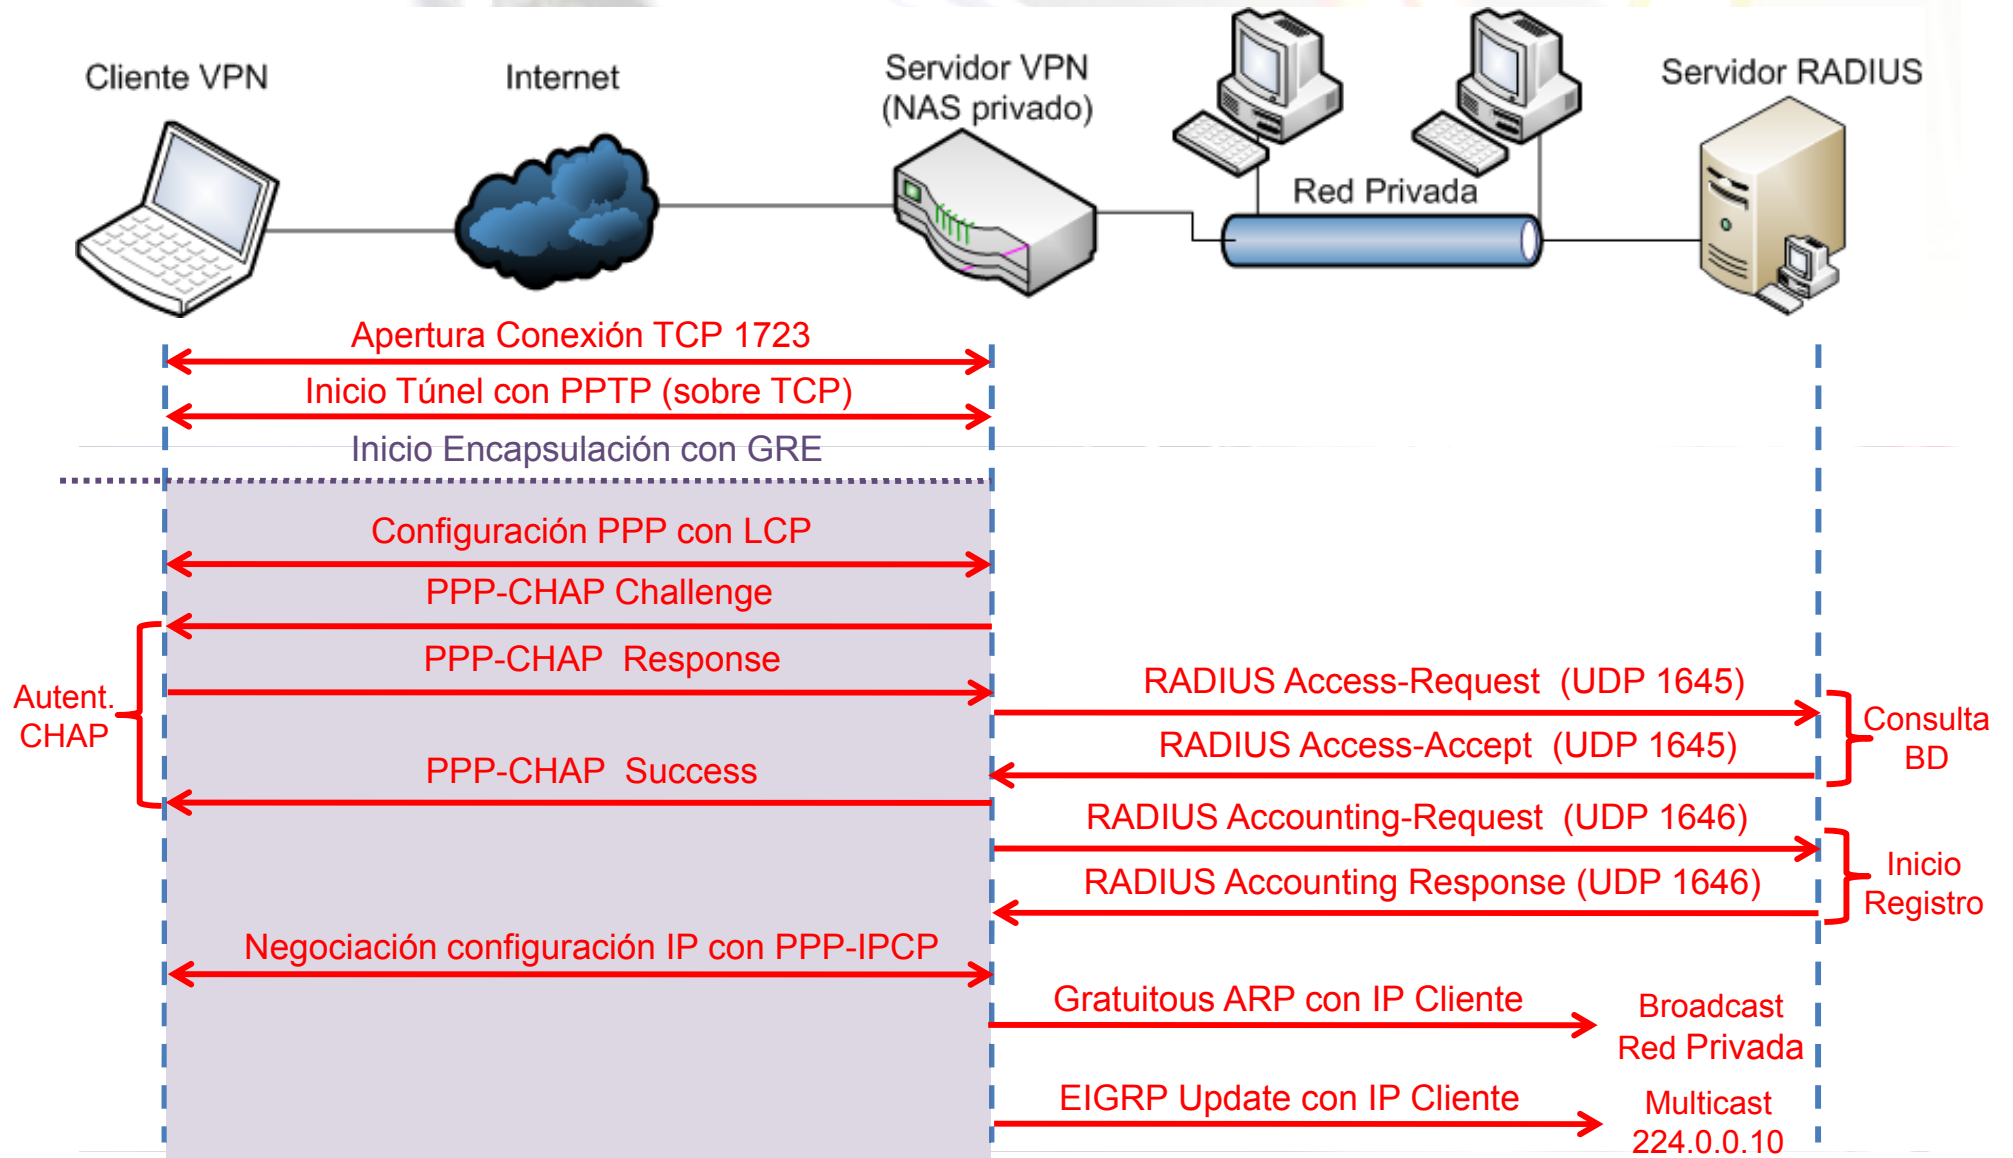 Cliente VPN
Internet
Servidor VPN
(NAS privado)
Servidor RADIUS
Red Privada
Apertura Conexión TCP 1723
Inicio Túnel con PPTP (sobre TCP)
Inicio Encapsulación con GRE
Configuración PPP con LCP
PPP-CHAP Challenge
PPP-CHAP  Response
RADIUS Access-Request  (UDP 1645)
Autent.
CHAP
Consulta
BD
RADIUS Access-Accept  (UDP 1645)
PPP-CHAP  Success
RADIUS Accounting-Request  (UDP 1646)
RADIUS Accounting Response (UDP 1646)
Inicio
Registro
Negociación configuración IP con PPP-IPCP
Gratuitous ARP con IP Cliente
Broadcast
Red Privada
EIGRP Update con IP Cliente
Multicast
224.0.0.10